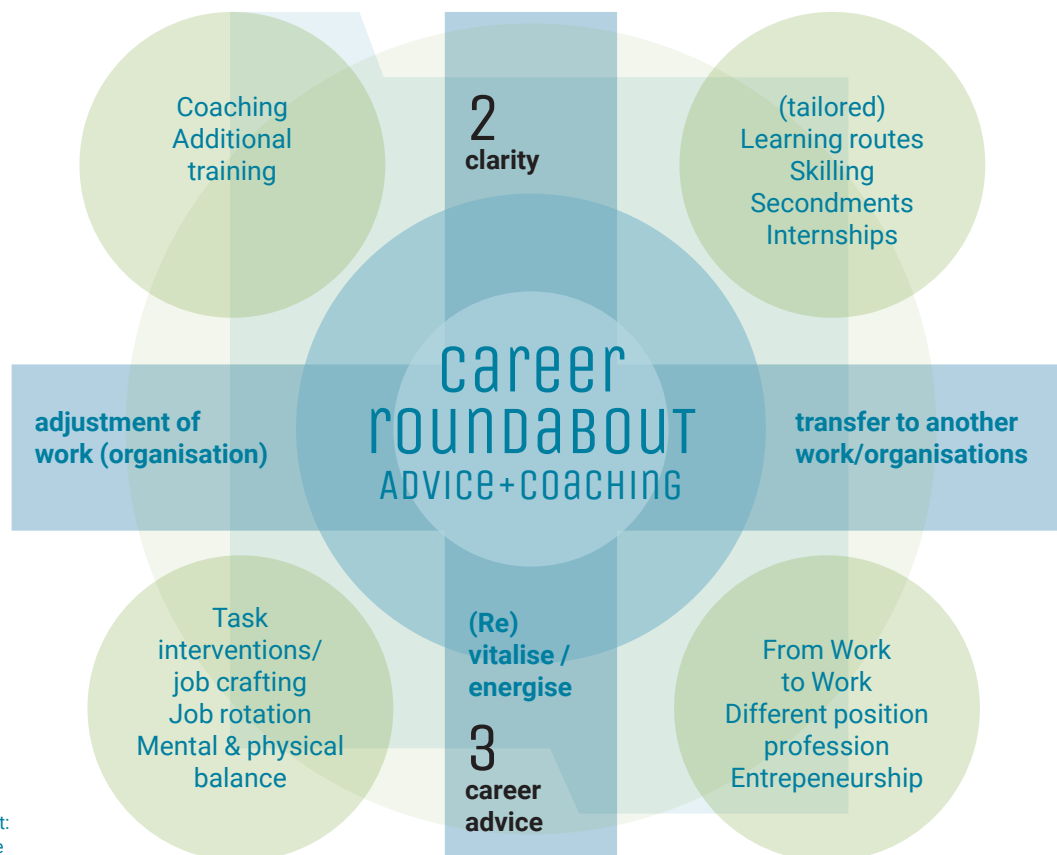 Coaching
Additional
training
2
clarity
(tailored)
Learning routes
Skilling
Secondments
Internships
career
roundabout
advice+coaching
adjustment of
work (organisation)
transfer to another
work/organisations
Task
interventions/
job crafting
Job rotation
Mental & physical
balance
(Re)
vitalise /
energise
3
career
advice
From Work
to Work
Different position
profession
Entrepeneurship
t:
e